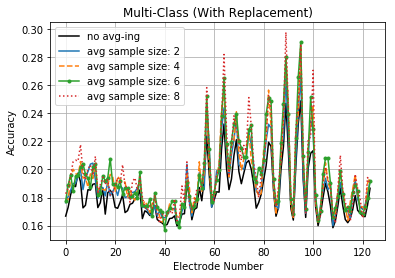 Multi-Class (With Replacement)
no avg-ing
avg sample size: 2
avg sample size: 4
avg sample size: 6
avg sample size: 8
0.30
0.28
0.26
0.24
0.22
0.20
0.18
0.16
Accuracy
0 20 40 60 80 100 120
Electrode Number